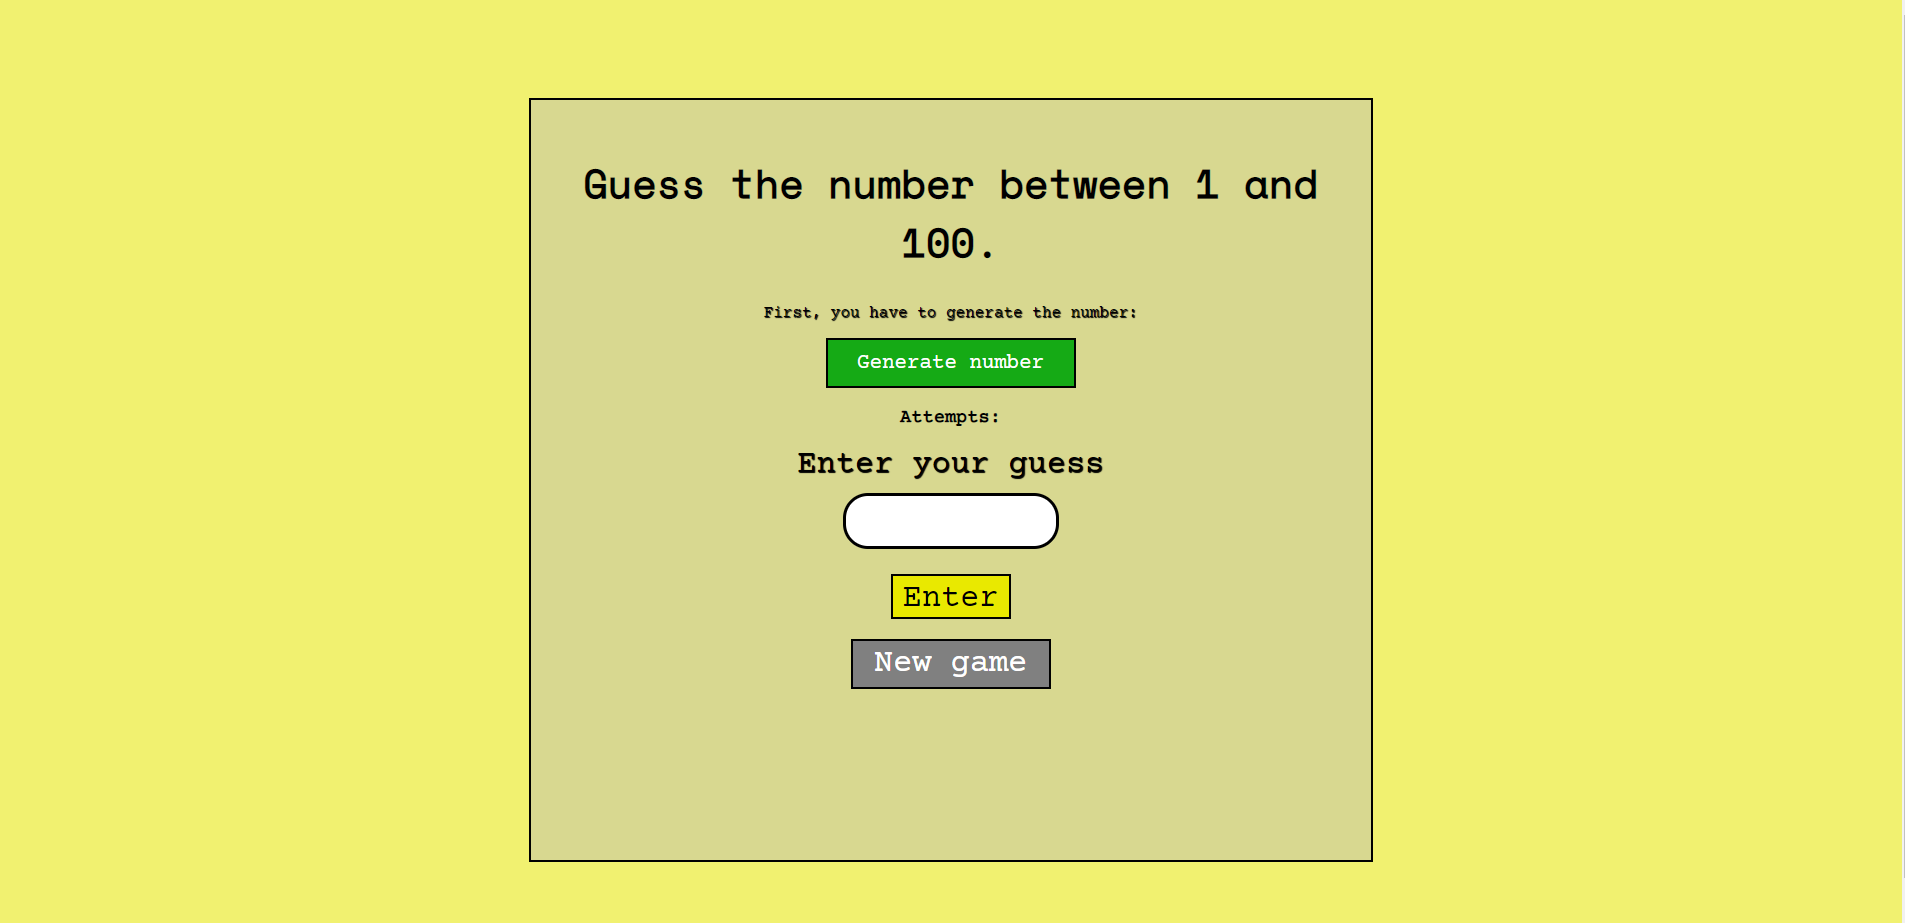 Guess the number between 1 and
100.
First, you have to generate the number:
Generate number
Attempts:
Enter your guess
Enter
New game